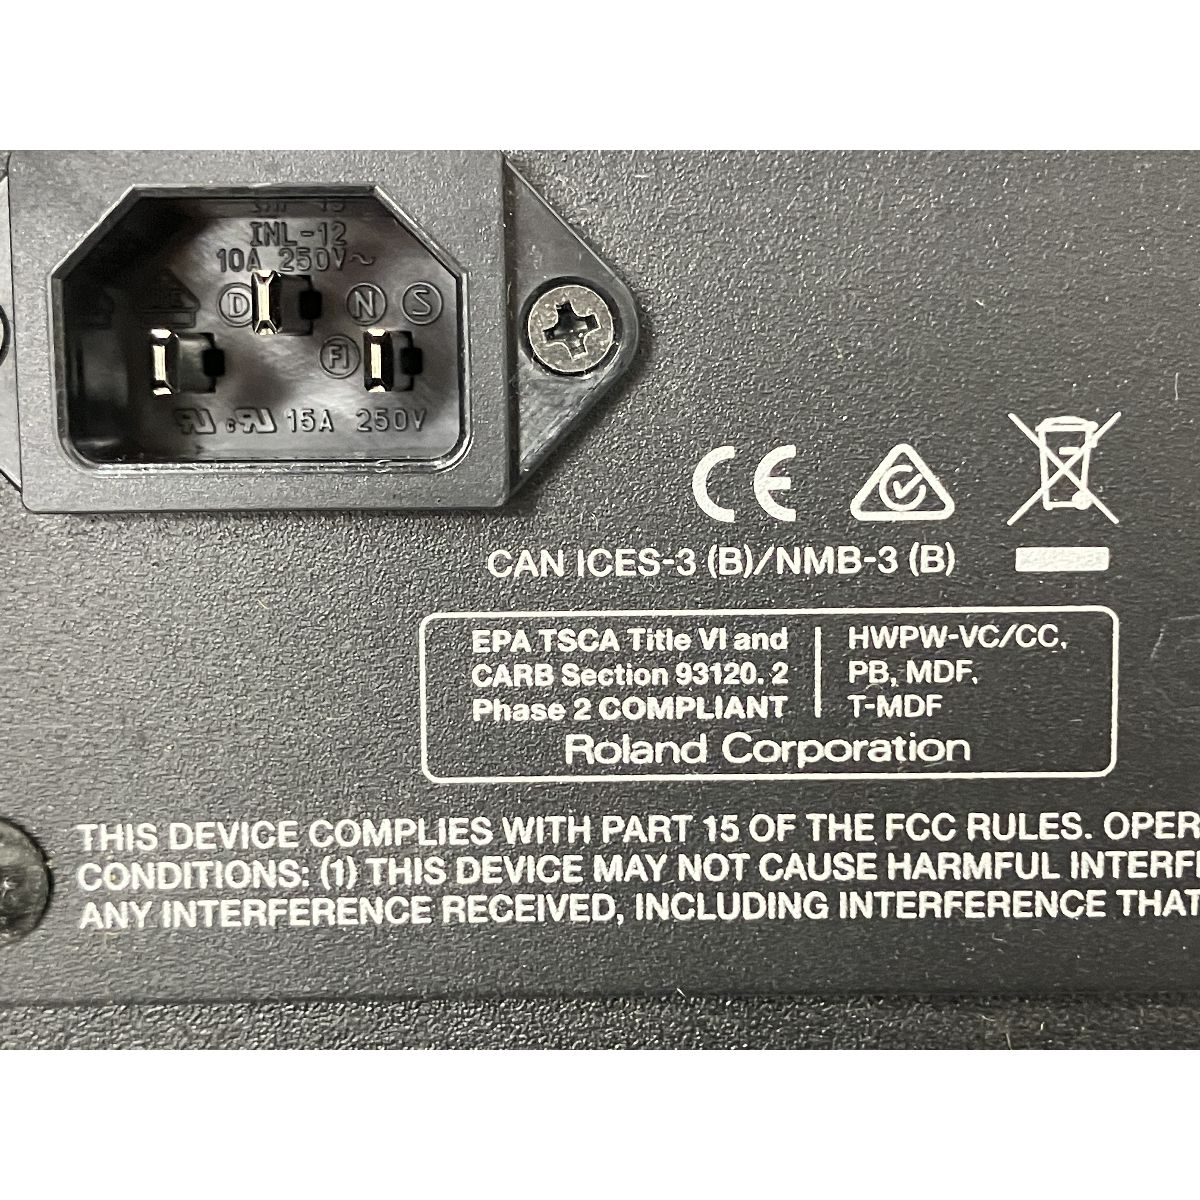 INL-12
10A 250V~
D N S
FI
15A 250V
CE
CAN ICES-3 (B)/NMB-3 (B)
EPA TSCA Title VI and
CARB Section 93120. 2
Phase 2 COMPLIANT
HWPW-VC/CC,
PB, MDF,
T-MDF
Roland Corporation
THIS DEVICE COMPLIES WITH PART 15 OF THE FCC RULES. OPER
CONDITIONS: (1) THIS DEVICE MAY NOT CAUSE HARMFUL INTERF
ANY INTERFERENCE RECEIVED, INCLUDING INTERFERENCE THAT